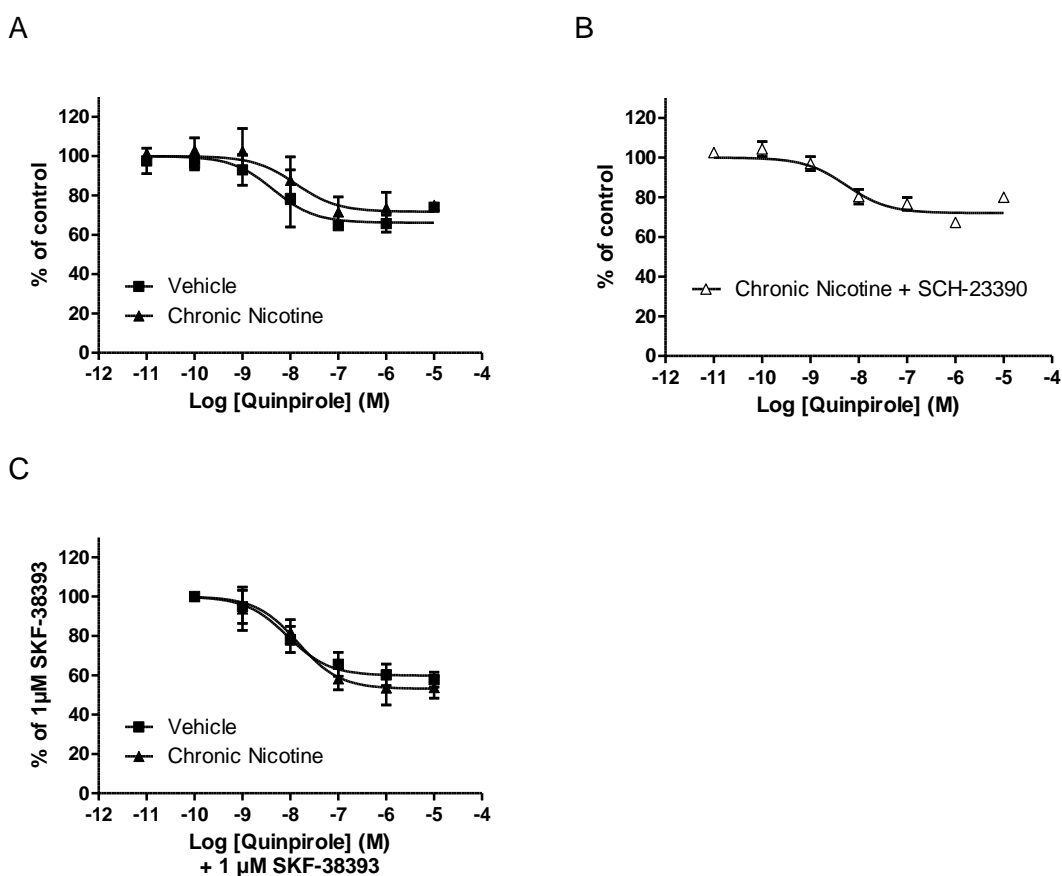 A
120
100
80
60
40
20
0
% of control
Vehicle
Chronic Nicotine
-12 -11 -10 -9 -8 -7 -6 -5 -4
Log [Quinpirole] (M)
B
120
100
80
60
40
20
0
% of control
Chronic Nicotine + SCH-23390
-12 -11 -10 -9 -8 -7 -6 -5 -4
Log [Quinpirole] (M)
C
120
100
80
60
40
20
0
% of 1µM SKF-38393
Vehicle
Chronic Nicotine
-12 -11 -10 -9 -8 -7 -6 -5 -4
Log [Quinpirole] (M)
+ 1 µM SKF-38393